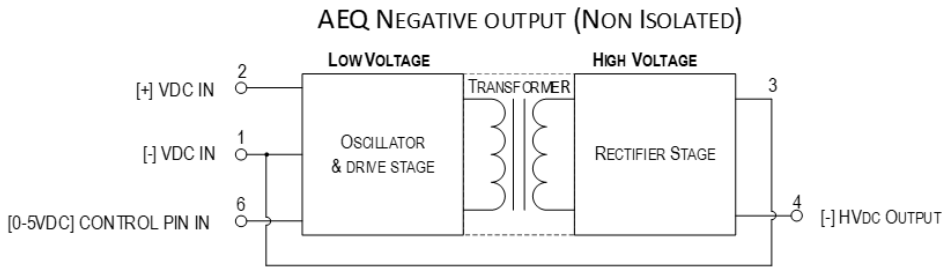 AEQ NEGATIVE OUTPUT (NON ISOLATED)
LOW VOLTAGE
HIGH VOLTAGE
2
[+] VDC IN
TRANSFORMER
3
1
[-] VDC IN
OSCILLATOR
& DRIVE STAGE
RECTIFIER STAGE
6
[0-5VDC] CONTROL PIN IN
4
[-] HVDC OUTPUT